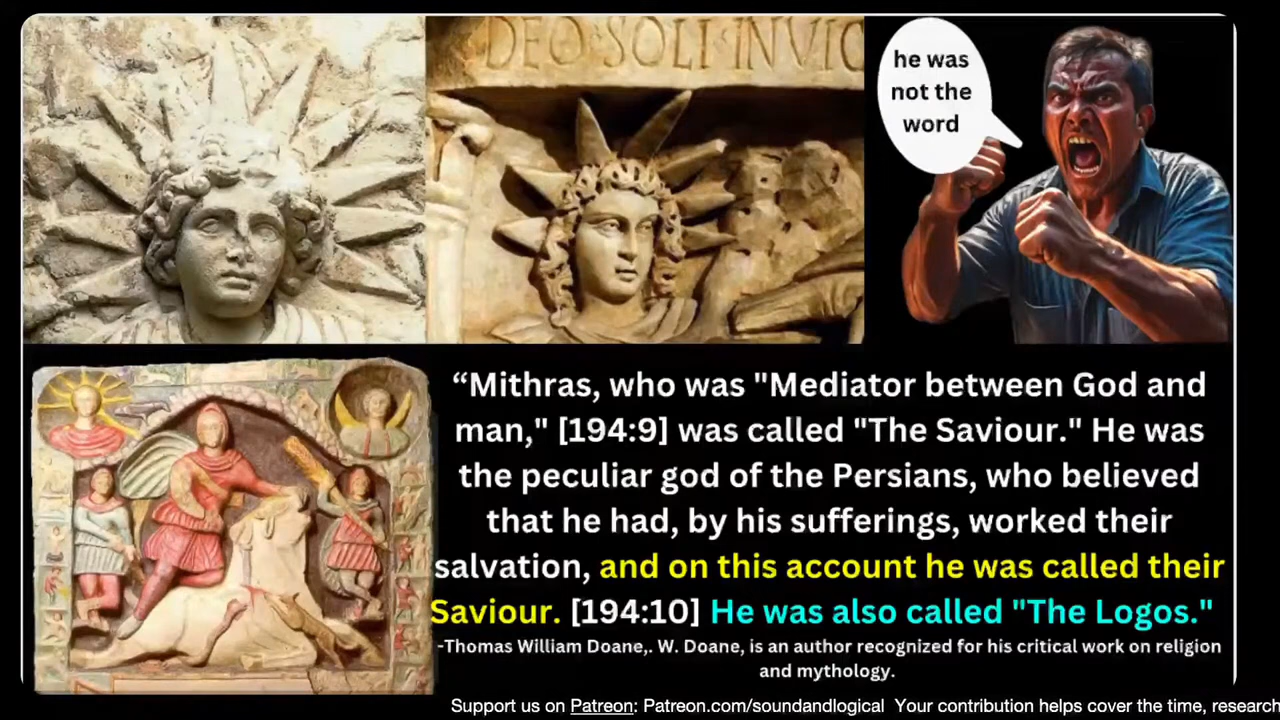 DEO SOLI INVIC
he was
not the
word
“Mithras, who was "Mediator between God and
man," [194:9] was called "The Saviour." He was
the peculiar god of the Persians, who believed
that he had, by his sufferings, worked their
salvation, and on this account he was called their
Saviour. [194:10] He was also called "The Logos."
-Thomas William Doane,. W. Doane, is an author recognized for his critical work on religion
and mythology.
Support us on Patreon: Patreon.com/soundandlogical  Your contribution helps cover the time, research